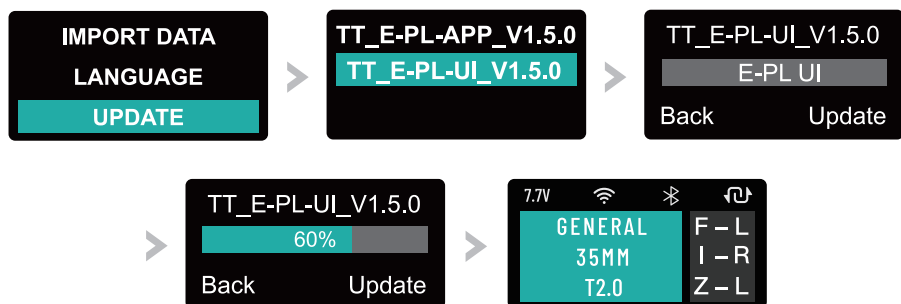 IMPORT DATA
LANGUAGE
UPDATE
TT_E-PL-APP_V1.5.0
TT_E-PL-UI_V1.5.0
TT_E-PL-UI_V1.5.0
E-PL UI
Back Update
TT_E-PL-UI_V1.5.0
60%
Back Update
7.7V
GENERAL
35MM
T2.0
F – L
I – R
Z – L